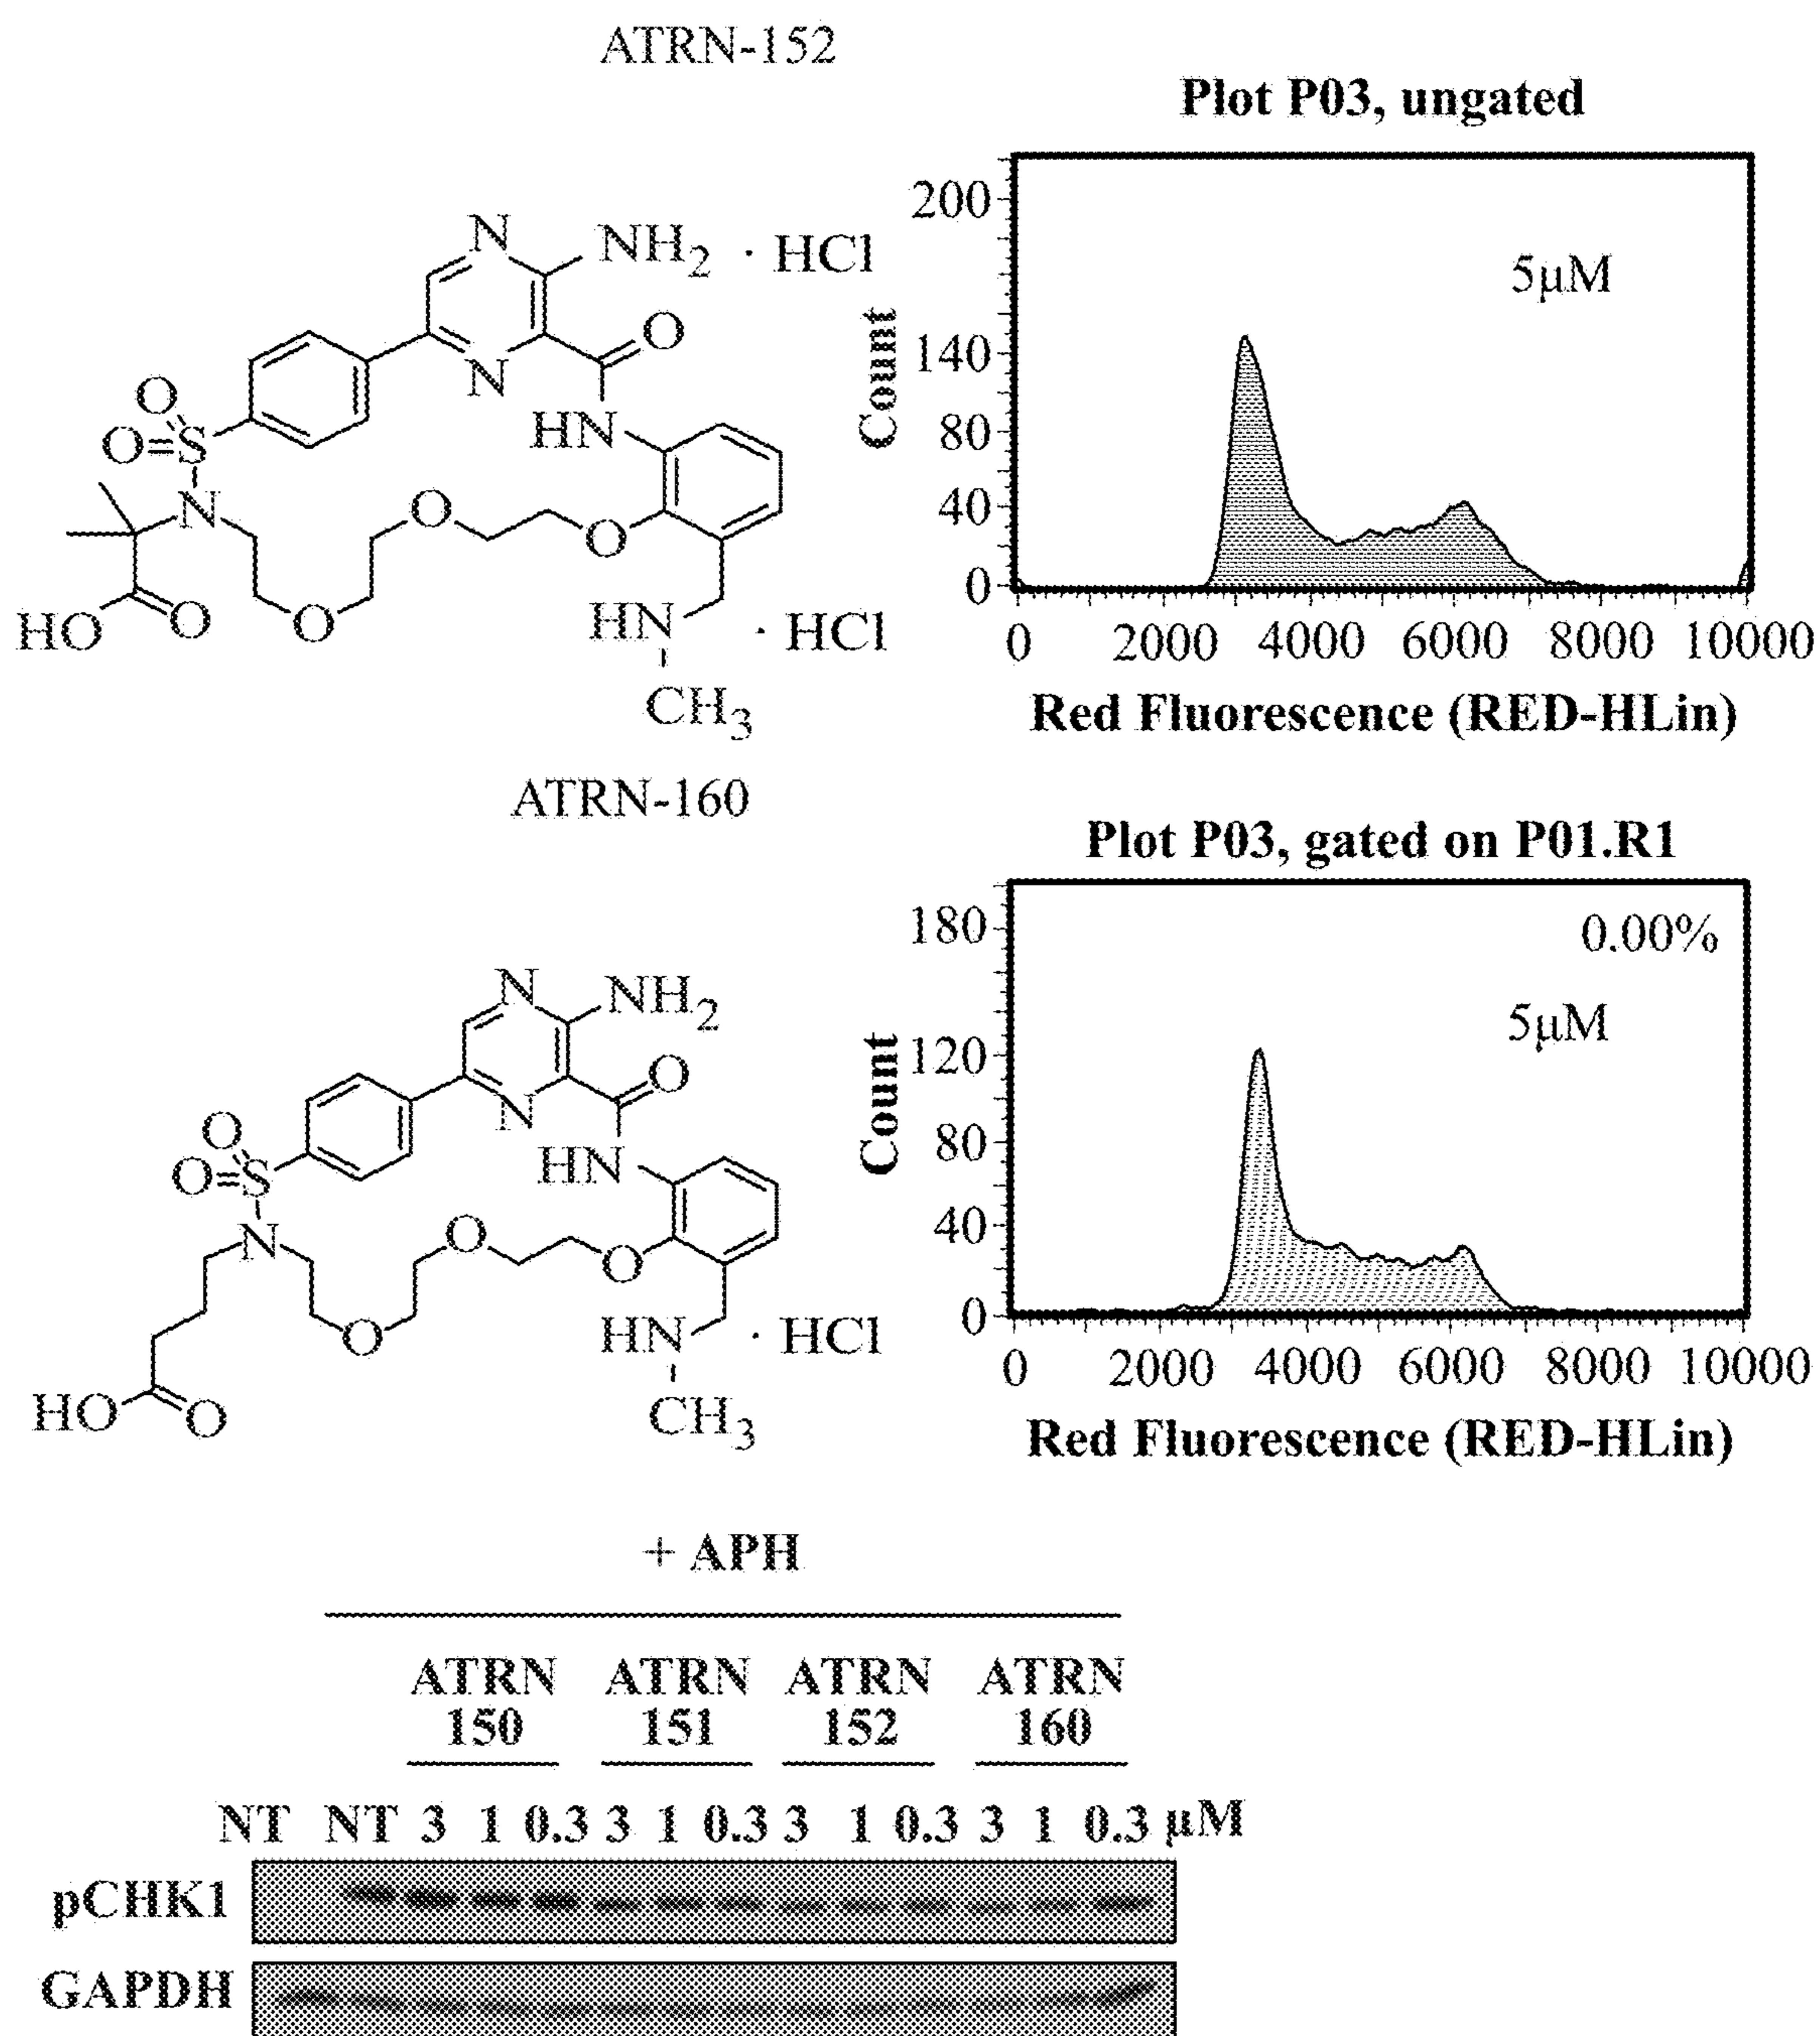 ATRN-152
Plot P03, ungated
N
NH2 · HCl
N
O
HN
O
O=S
N
O
O
O
HO
O
HN
· HCl
CH3
200
140
80
40
0
Count
5µM
0 2000 4000 6000 8000 10000
Red Fluorescence (RED-HLin)
ATRN-160
Plot P03, gated on P01.R1
N
NH2
N
O
HN
O
O=S
N
O
O
O
HN
· HCl
CH3
HO
O
180
120
80
40
0
Count
0.00%
5µM
0 2000 4000 6000 8000 10000
Red Fluorescence (RED-HLin)
+ APH
ATRN ATRN ATRN ATRN
150 151 152 160
NT NT 3 1 0.3 3 1 0.3 3 1 0.3 3 1 0.3 µM
pCHK1
GAPDH